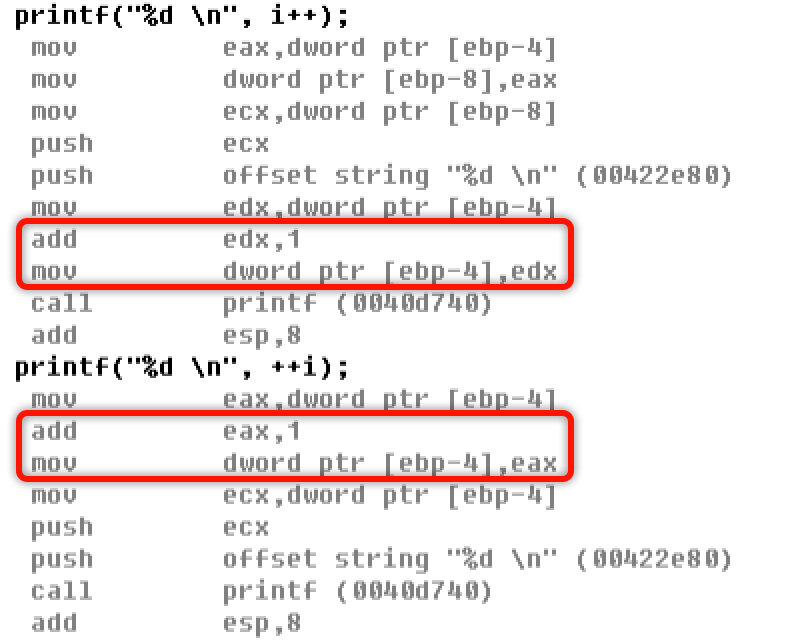 printf("%d \n", i++);
mov eax,dword ptr [ebp-4]
mov dword ptr [ebp-8],eax
mov ecx,dword ptr [ebp-8]
push ecx
push offset string "%d \n" (00422e80)
mov edx,dword ptr [ebp-4]
add edx,1
mov dword ptr [ebp-4],edx
call printf (0040d740)
add esp,8
printf("%d \n", ++i);
mov eax,dword ptr [ebp-4]
add eax,1
mov dword ptr [ebp-4],eax
mov ecx,dword ptr [ebp-4]
push ecx
push offset string "%d \n" (00422e80)
call printf (0040d740)
add esp,8